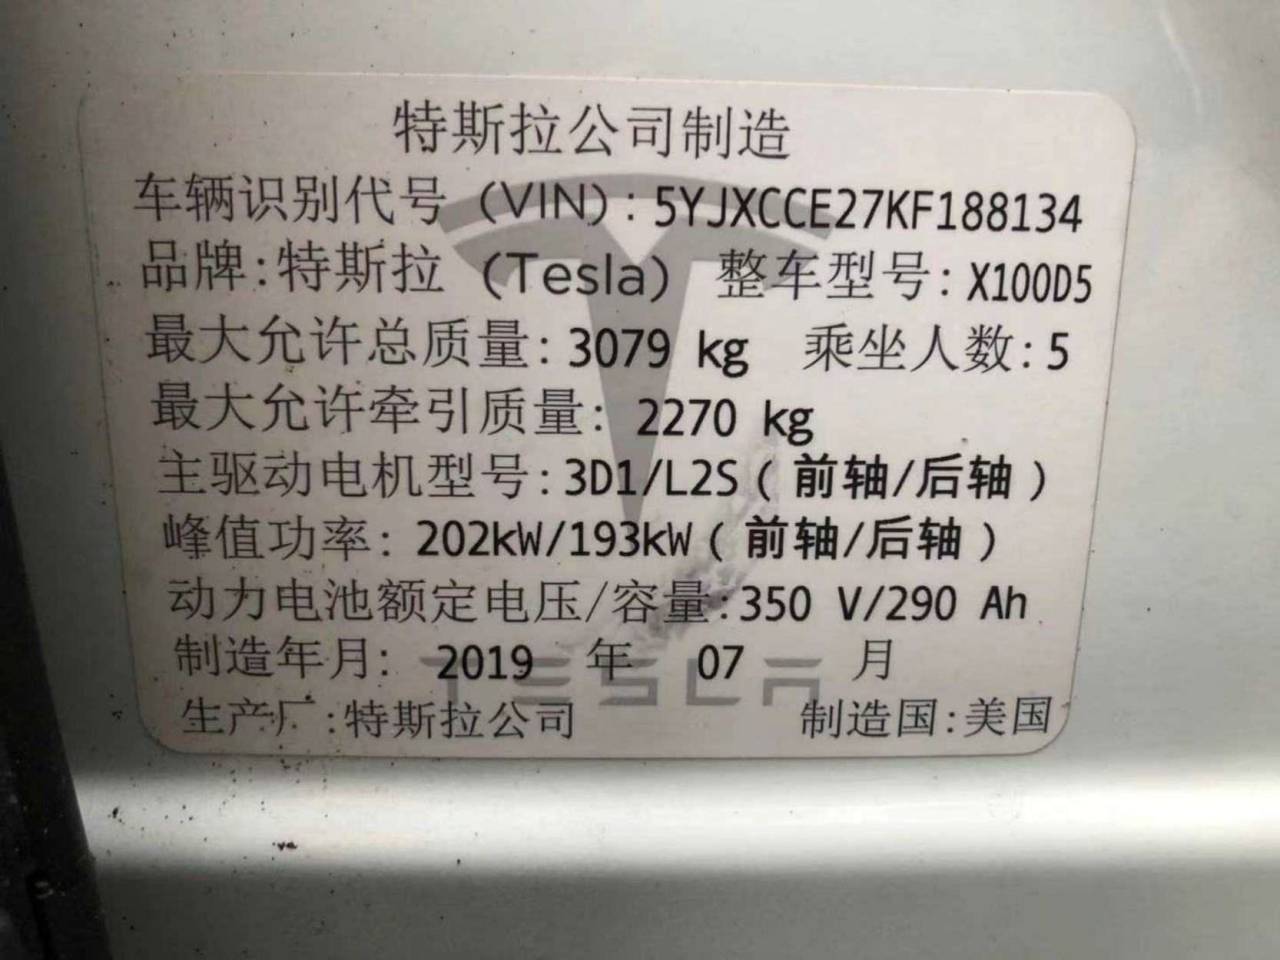 特斯拉公司制造
车辆识别代号 (VIN): 5YJXCCE27KF188134
品牌:特斯拉 (Tesla) 整车型号: X100D5
最大允许总质量: 3079 kg 乘坐人数: 5
最大允许牵引质量: 2270 kg
主驱动电机型号: 3D1/L2S (前轴/后轴)
峰值功率: 202kW/193kW (前轴/后轴)
动力电池额定电压/容量:350 V/290 Ah
制造年月: 2019 年 07 月
TESLA
生产厂:特斯拉公司 制造国:美国